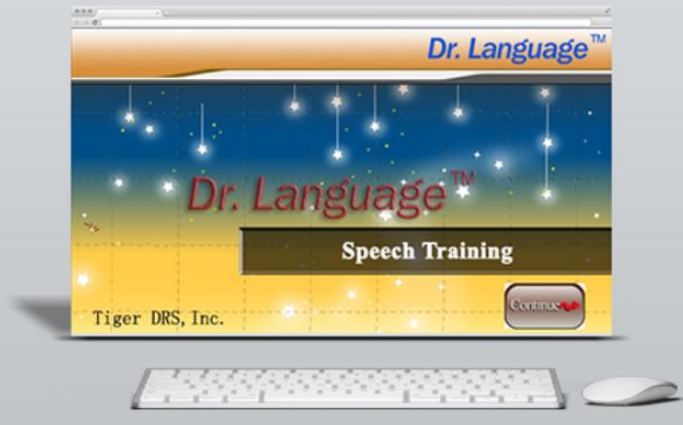 Dr. Language™
Dr. Language™
Speech Training
Continue
Tiger DRS, Inc.